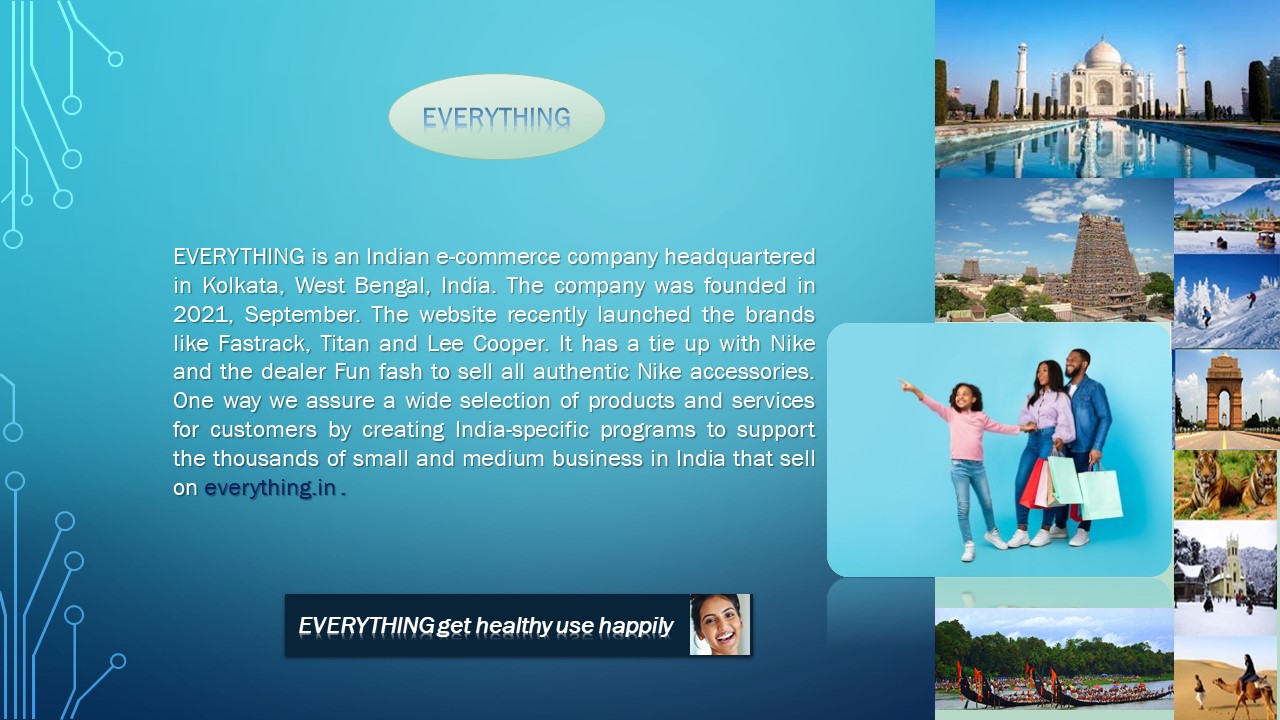 EVERYTHING
EVERYTHING is an Indian e-commerce company headquartered
in Kolkata, West Bengal, India. The company was founded in
2021, September. The website recently launched the brands
like Fastrack, Titan and Lee Cooper. It has a tie up with Nike
and the dealer Fun fash to sell all authentic Nike accessories.
One way we assure a wide selection of products and services
for customers by creating India-specific programs to support
the thousands of small and medium business in India that sell
on everything.in .
EVERYTHING get healthy use happily